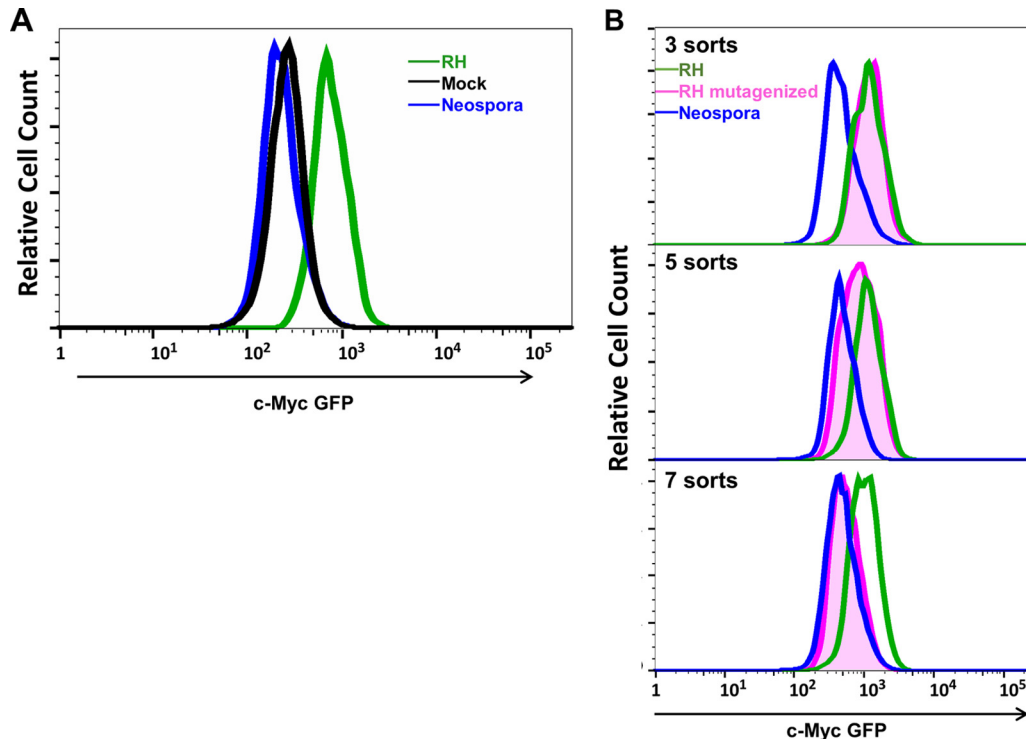 A
RH
Mock
Neospora
Relative Cell Count
1 10¹ 10² 10³ 10⁴ 10⁵
c-Myc GFP
B
3 sorts
RH
RH mutagenized
Neospora
5 sorts
7 sorts
Relative Cell Count
1 10¹ 10² 10³ 10⁴ 10⁵
c-Myc GFP